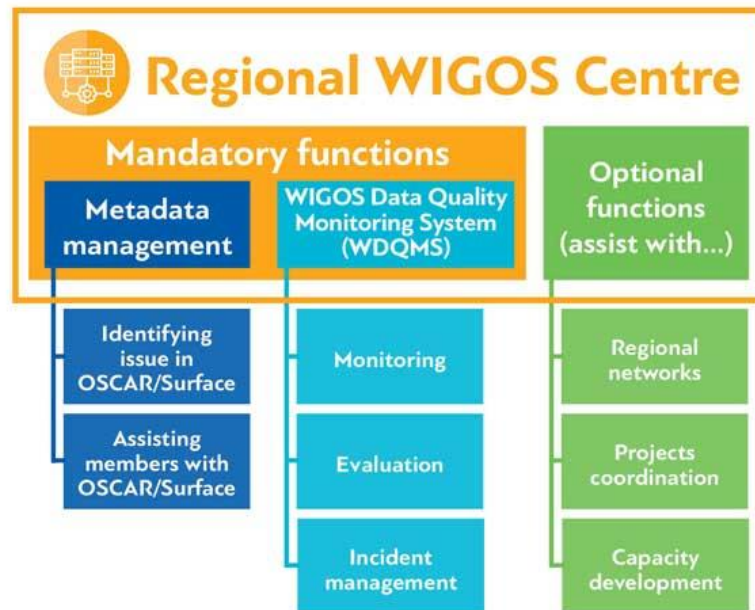 Regional WIGOS Centre
Mandatory functions
Metadata
management
WIGOS Data Quality
Monitoring System
(WDQMS)
Optional
functions
(assist with...)
Identifying
issue in
OSCAR/Surface
Assisting
members with
OSCAR/Surface
Monitoring
Evaluation
Incident
management
Regional
networks
Projects
coordination
Capacity
development